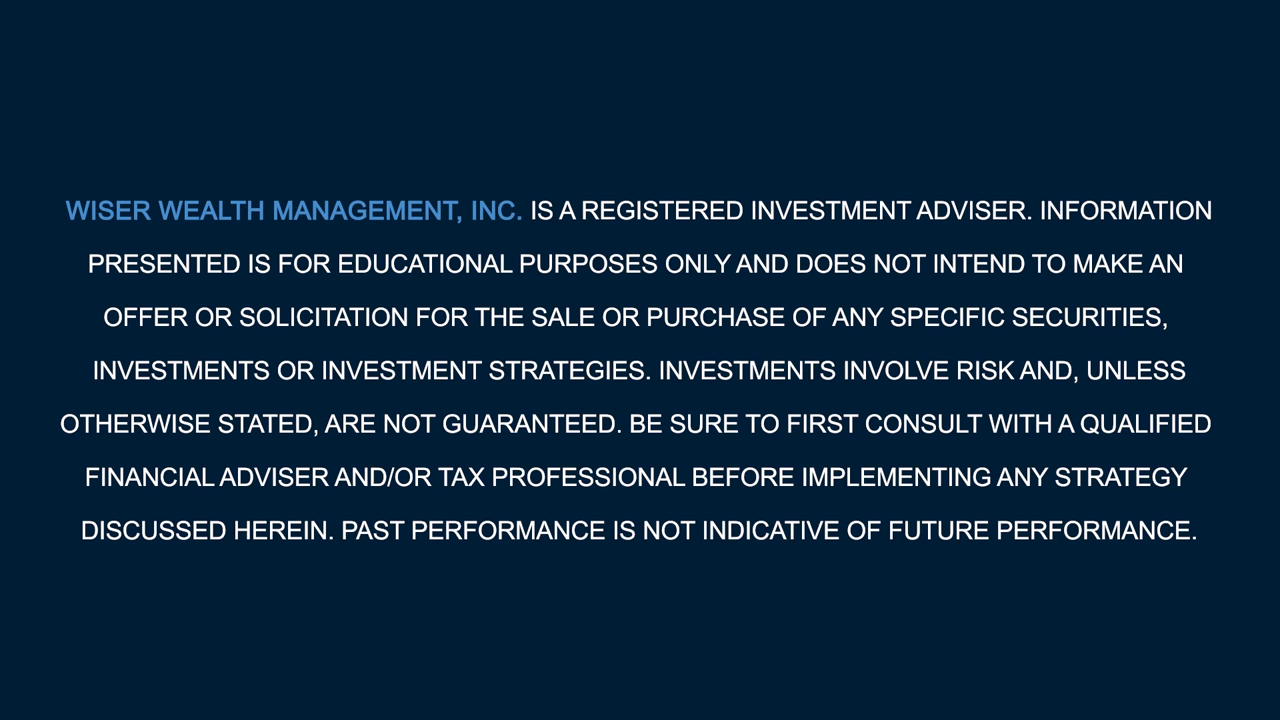 WISER WEALTH MANAGEMENT, INC. IS A REGISTERED INVESTMENT ADVISER. INFORMATION
PRESENTED IS FOR EDUCATIONAL PURPOSES ONLY AND DOES NOT INTEND TO MAKE AN
OFFER OR SOLICITATION FOR THE SALE OR PURCHASE OF ANY SPECIFIC SECURITIES,
INVESTMENTS OR INVESTMENT STRATEGIES. INVESTMENTS INVOLVE RISK AND, UNLESS
OTHERWISE STATED, ARE NOT GUARANTEED. BE SURE TO FIRST CONSULT WITH A QUALIFIED
FINANCIAL ADVISER AND/OR TAX PROFESSIONAL BEFORE IMPLEMENTING ANY STRATEGY
DISCUSSED HEREIN. PAST PERFORMANCE IS NOT INDICATIVE OF FUTURE PERFORMANCE.